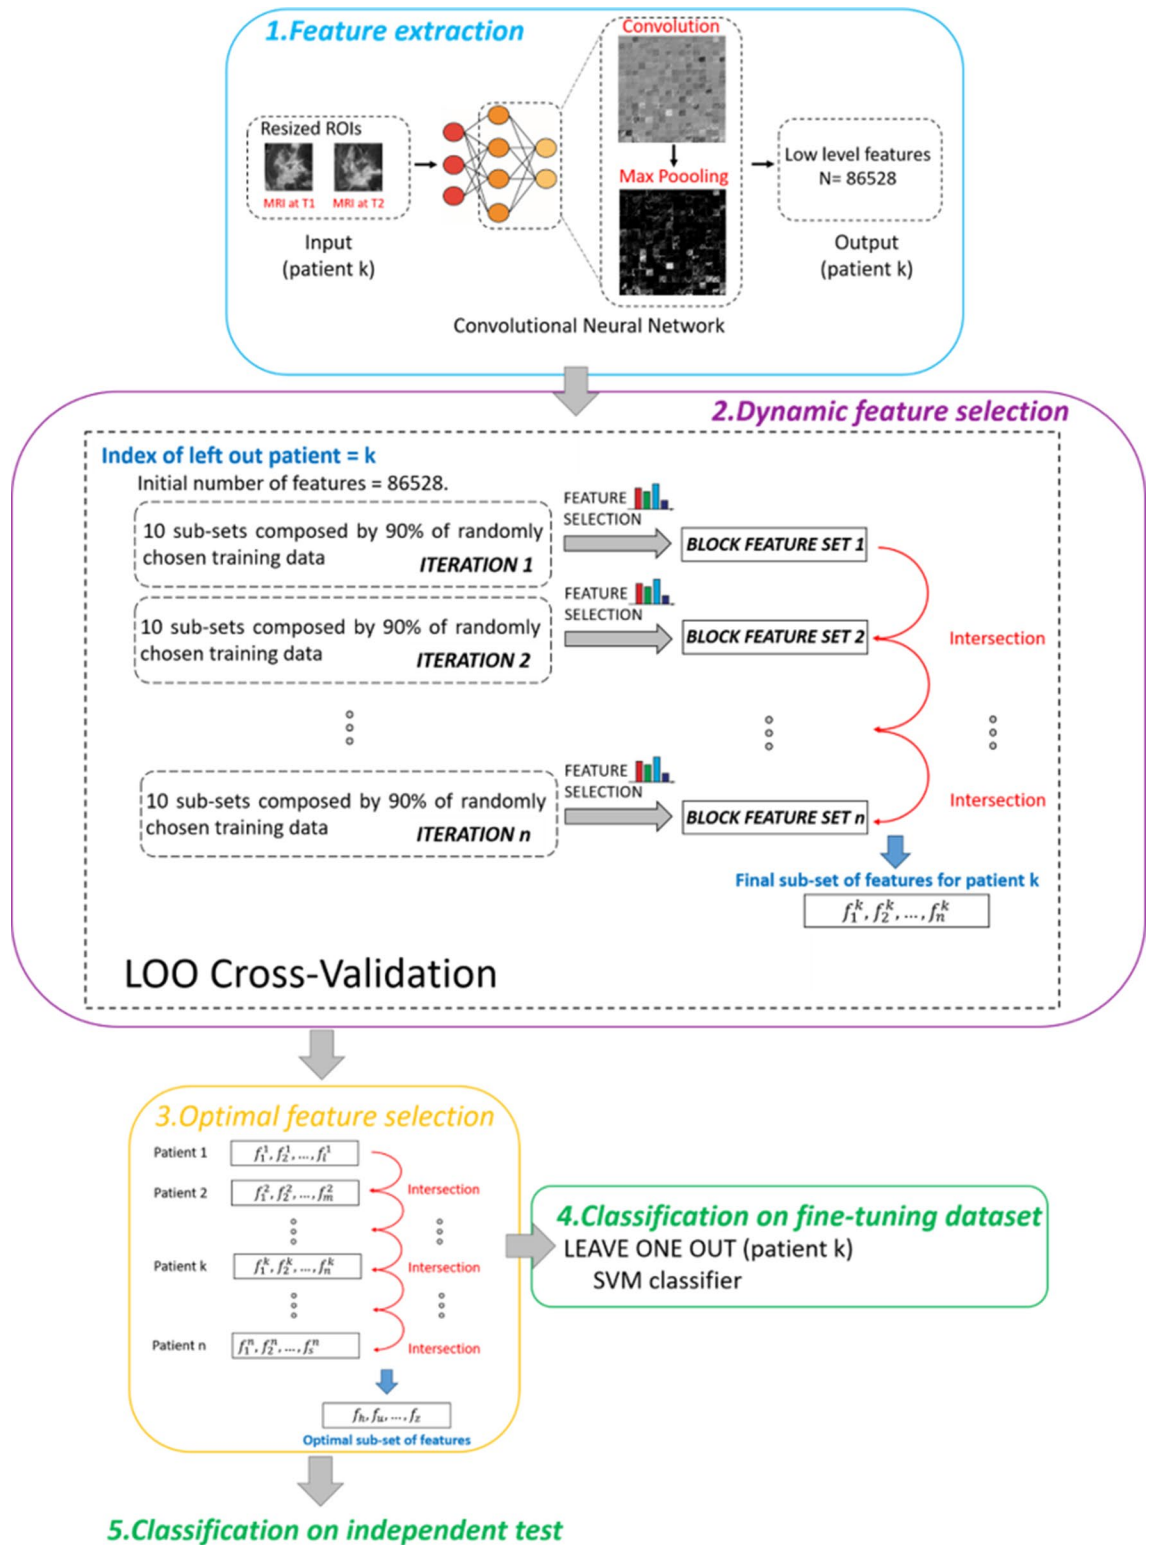 1.Feature extraction
Resized ROIs
MRI at T1
MRI at T2
Input
(patient k)
Convolution
Max Poooling
Convolutional Neural Network
Low level features
N= 86528
Output
(patient k)
2.Dynamic feature selection
Index of left out patient = k
Initial number of features = 86528.
10 sub-sets composed by 90% of randomly
chosen training data
ITERATION 1
FEATURE
SELECTION
BLOCK FEATURE SET 1
10 sub-sets composed by 90% of randomly
chosen training data
ITERATION 2
FEATURE
SELECTION
BLOCK FEATURE SET 2
Intersection
10 sub-sets composed by 90% of randomly
chosen training data
ITERATION n
FEATURE
SELECTION
BLOCK FEATURE SET n
Intersection
Final sub-set of features for patient k
f₁ᵏ, f₂ᵏ, ..., fₙᵏ
LOO Cross-Validation
3.Optimal feature selection
Patient 1
f₁¹, f₂¹, ..., fₗ¹
Patient 2
f₁², f₂², ..., fₘ²
Intersection
Patient k
f₁ᵏ, f₂ᵏ, ..., fₙᵏ
Intersection
Patient n
f₁ⁿ, f₂ⁿ, ..., fₛⁿ
Intersection
fₕ, fᵤ, ..., f_z
Optimal sub-set of features
4.Classification on fine-tuning dataset
LEAVE ONE OUT (patient k)
SVM classifier
5.Classification on independent test